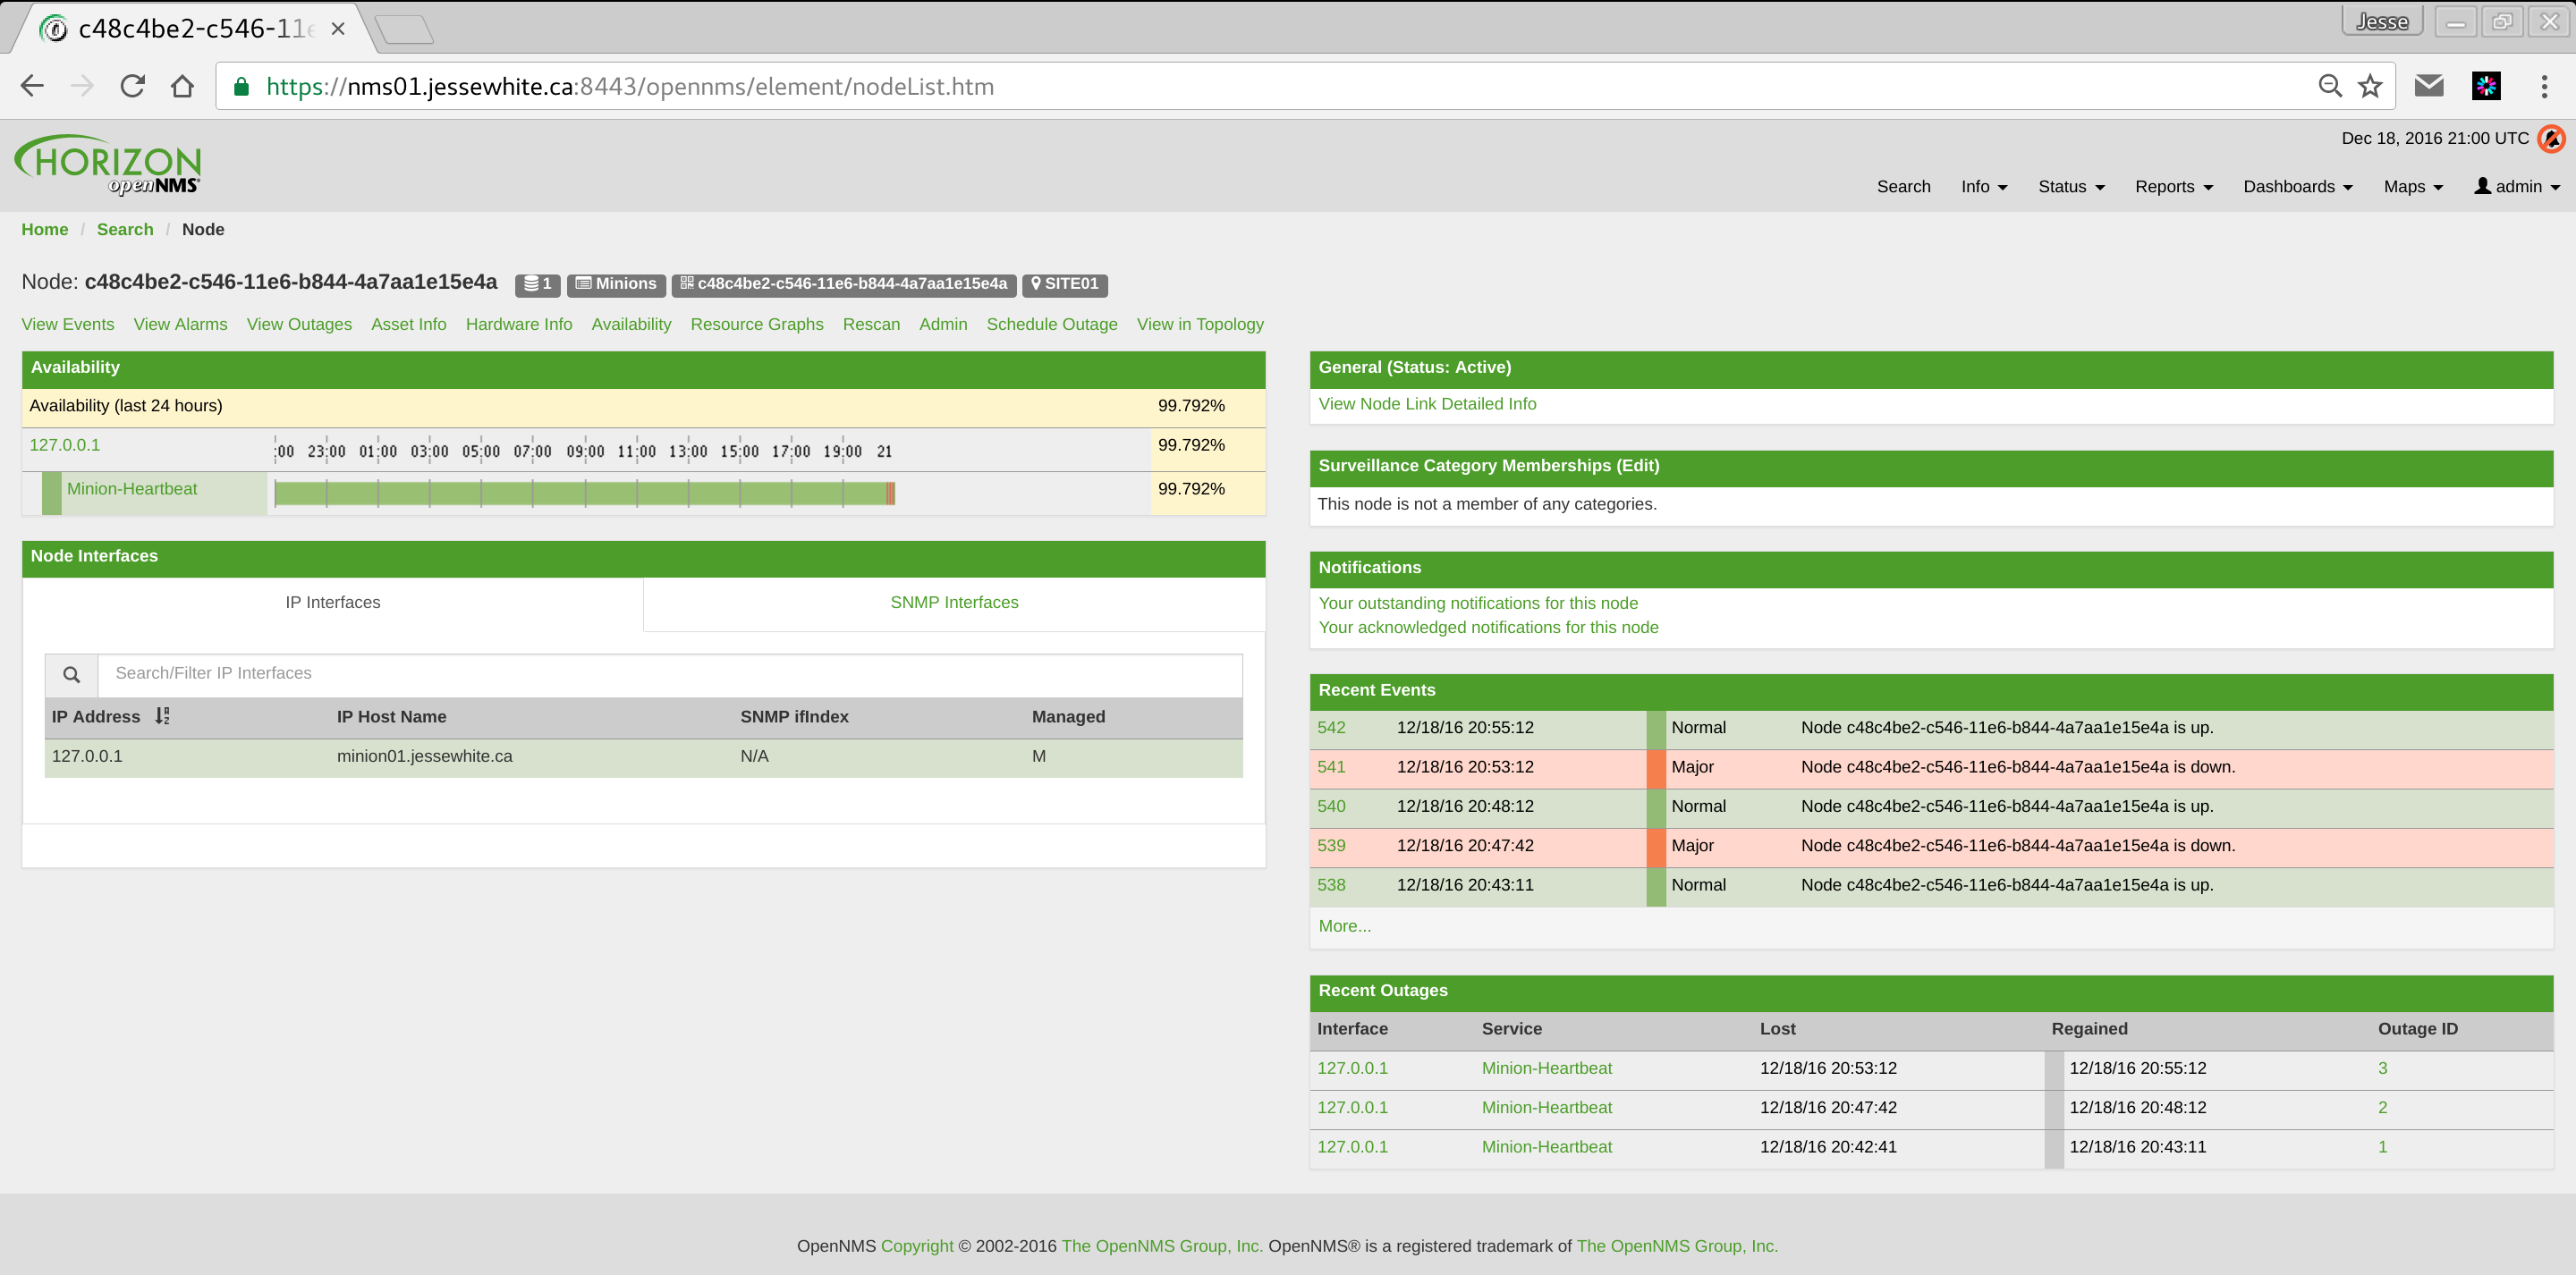 c48c4be2-c546-11e
Jesse
https://nms01.jessewhite.ca:8443/opennms/element/nodeList.htm
HORIZON
openNMS
Dec 18, 2016 21:00 UTC
Search Info Status Reports Dashboards Maps admin
Home / Search / Node
Node: c48c4be2-c546-11e6-b844-4a7aa1e15e4a 1 Minions c48c4be2-c546-11e6-b844-4a7aa1e15e4a SITE01
View Events View Alarms View Outages Asset Info Hardware Info Availability Resource Graphs Rescan Admin Schedule Outage View in Topology
Availability
Availability (last 24 hours) 99.792%
127.0.0.1 :00 23:00 01:00 03:00 05:00 07:00 09:00 11:00 13:00 15:00 17:00 19:00 21 99.792%
Minion-Heartbeat 99.792%
Node Interfaces
IP Interfaces SNMP Interfaces
Search/Filter IP Interfaces
IP Address IP Host Name SNMP ifIndex Managed
127.0.0.1 minion01.jessewhite.ca N/A M
General (Status: Active)
View Node Link Detailed Info
Surveillance Category Memberships (Edit)
This node is not a member of any categories.
Notifications
Your outstanding notifications for this node
Your acknowledged notifications for this node
Recent Events
542 12/18/16 20:55:12 Normal Node c48c4be2-c546-11e6-b844-4a7aa1e15e4a is up.
541 12/18/16 20:53:12 Major Node c48c4be2-c546-11e6-b844-4a7aa1e15e4a is down.
540 12/18/16 20:48:12 Normal Node c48c4be2-c546-11e6-b844-4a7aa1e15e4a is up.
539 12/18/16 20:47:42 Major Node c48c4be2-c546-11e6-b844-4a7aa1e15e4a is down.
538 12/18/16 20:43:11 Normal Node c48c4be2-c546-11e6-b844-4a7aa1e15e4a is up.
More...
Recent Outages
Interface Service Lost Regained Outage ID
127.0.0.1 Minion-Heartbeat 12/18/16 20:53:12 12/18/16 20:55:12 3
127.0.0.1 Minion-Heartbeat 12/18/16 20:47:42 12/18/16 20:48:12 2
127.0.0.1 Minion-Heartbeat 12/18/16 20:42:41 12/18/16 20:43:11 1
OpenNMS Copyright © 2002-2016 The OpenNMS Group, Inc. OpenNMS® is a registered trademark of The OpenNMS Group, Inc.